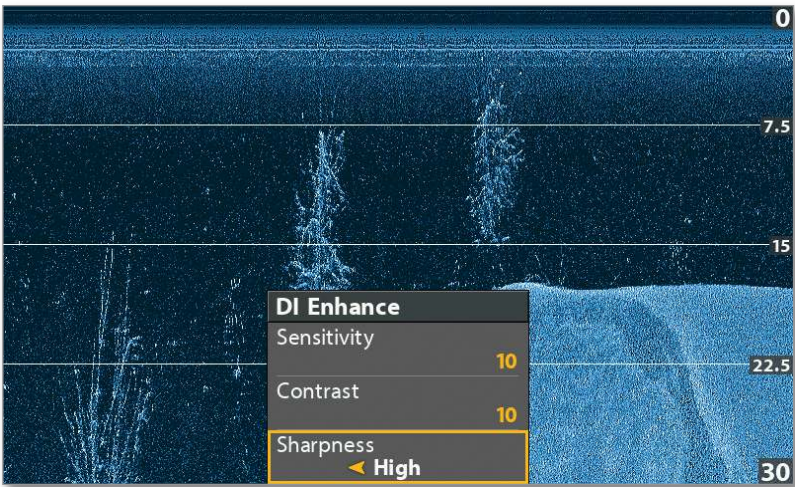 0
7.5
15
DI Enhance
Sensitivity
10
22.5
Contrast
10
Sharpness
High
30